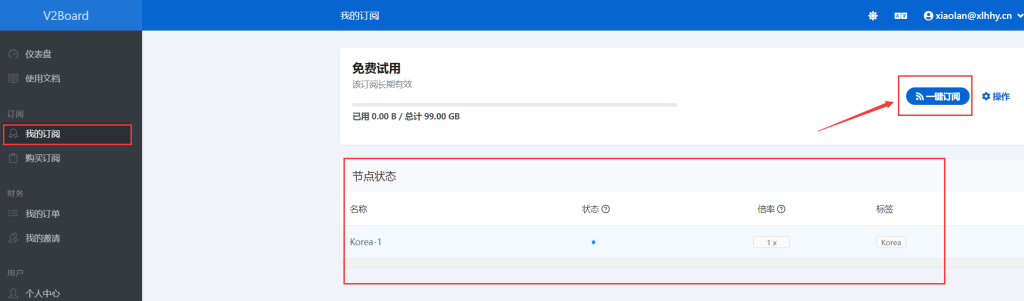 V2Board
我的订阅
xiaolan@xlhhy.cn
仪表盘
使用文档
订阅
我的订阅
购买订阅
财务
我的订单
我的邀请
用户
个人中心
免费试用
该订阅长期有效
已用 0.00 B / 总计 99.00 GB
一键订阅
操作
节点状态
名称 状态 倍率 标签
Korea-1 1 x Korea